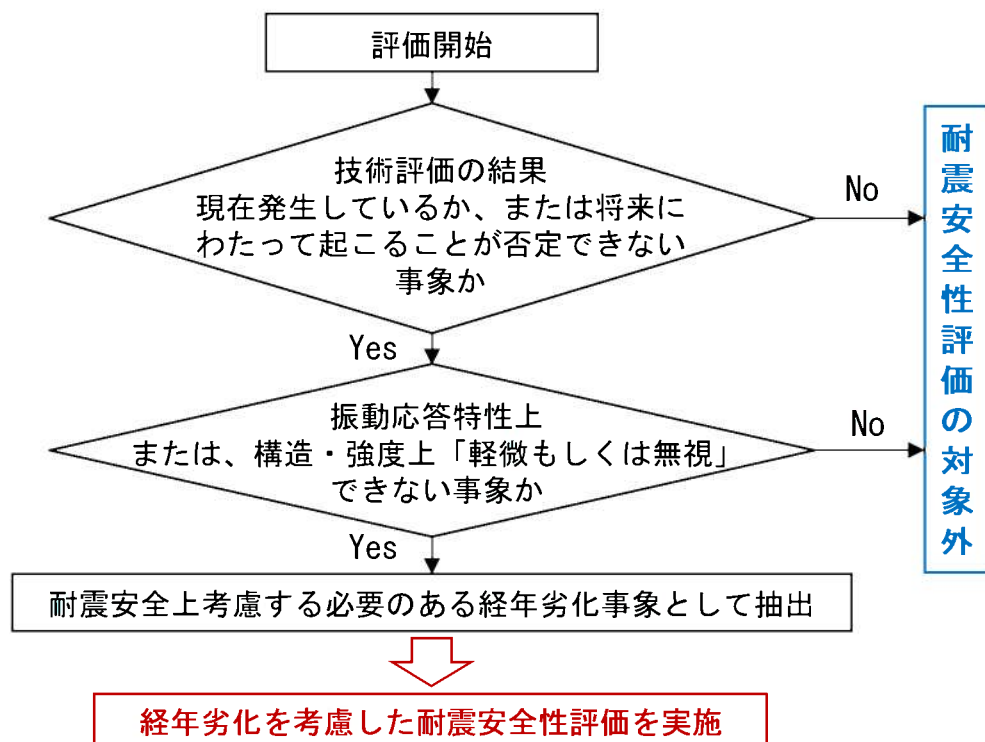 評価開始
技術評価の結果
現在発生しているか、または将来に
わたって起こることが否定できない
事象か
No
Yes
振動応答特性上
または、構造・強度上「軽微もしくは無視」
できない事象か
No
Yes
耐震安全性評価の対象外
耐震安全上考慮する必要のある経年劣化事象として抽出
経年劣化を考慮した耐震安全性評価を実施